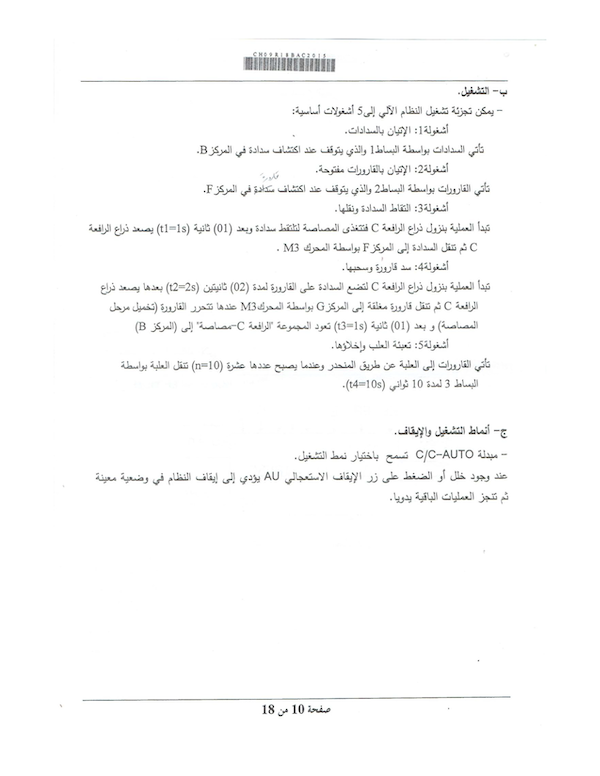 CH09R18BAC2015
ب- التشغيل.
- يمكن تجزئة تشغيل النظام الآلي إلى5 أشغولات أساسية:
أشغولة1: الإتيان بالسدادات.
تأتي السدادات بواسطة البساط1 والذي يتوقف عند اكتشاف سدادة في المركزB.
أشغولة2: الإتيان بالقارورات مفتوحة.
تأتي القارورات بواسطة البساط2 والذي يتوقف عند اكتشاف سدادة في المركزF.
أشغولة3: التقاط السدادة ونقلها.
تبدأ العملية بنزول ذراع الرافعة C فتتغذى المصاصة لتلتقط سدادة وبعد (01) ثانية (t1=1s) يصعد ذراع الرافعة
C ثم تنقل السدادة إلى المركزF بواسطة المحرك M3 .
أشغولة4: سد قارورة وسحبها.
تبدأ العملية بنزول ذراع الرافعة C لتضع السدادة على القارورة لمدة (02) ثانيتين (t2=2s) بعدها يصعد ذراع
الرافعة C ثم تنقل قارورة مغلقة إلى المركزG بواسطة المحركM3 عندها تتحرر القارورة (تخميل مرحل
المصاصة) و بعد (01) ثانية (t3=1s) تعود المجموعة "الرافعة C-مصاصة" إلى (المركز B)
أشغولة5: تعبئة العلب وإخلاؤها.
تأتي القارورات إلى العلبة عن طريق المنحدر وعندما يصبح عددها عشرة (n=10) تنقل العلبة بواسطة
البساط 3 لمدة 10 ثواني (t4=10s).
ج- أنماط التشغيل والإيقاف.
- مبدلة C/C-AUTO تسمح باختيار نمط التشغيل.
عند وجود خلل أو الضغط على زر الإيقاف الاستعجالي AU يؤدي إلى إيقاف النظام في وضعية معينة
ثم تنجز العمليات الباقية يدويا.
صفحة 10 من 18